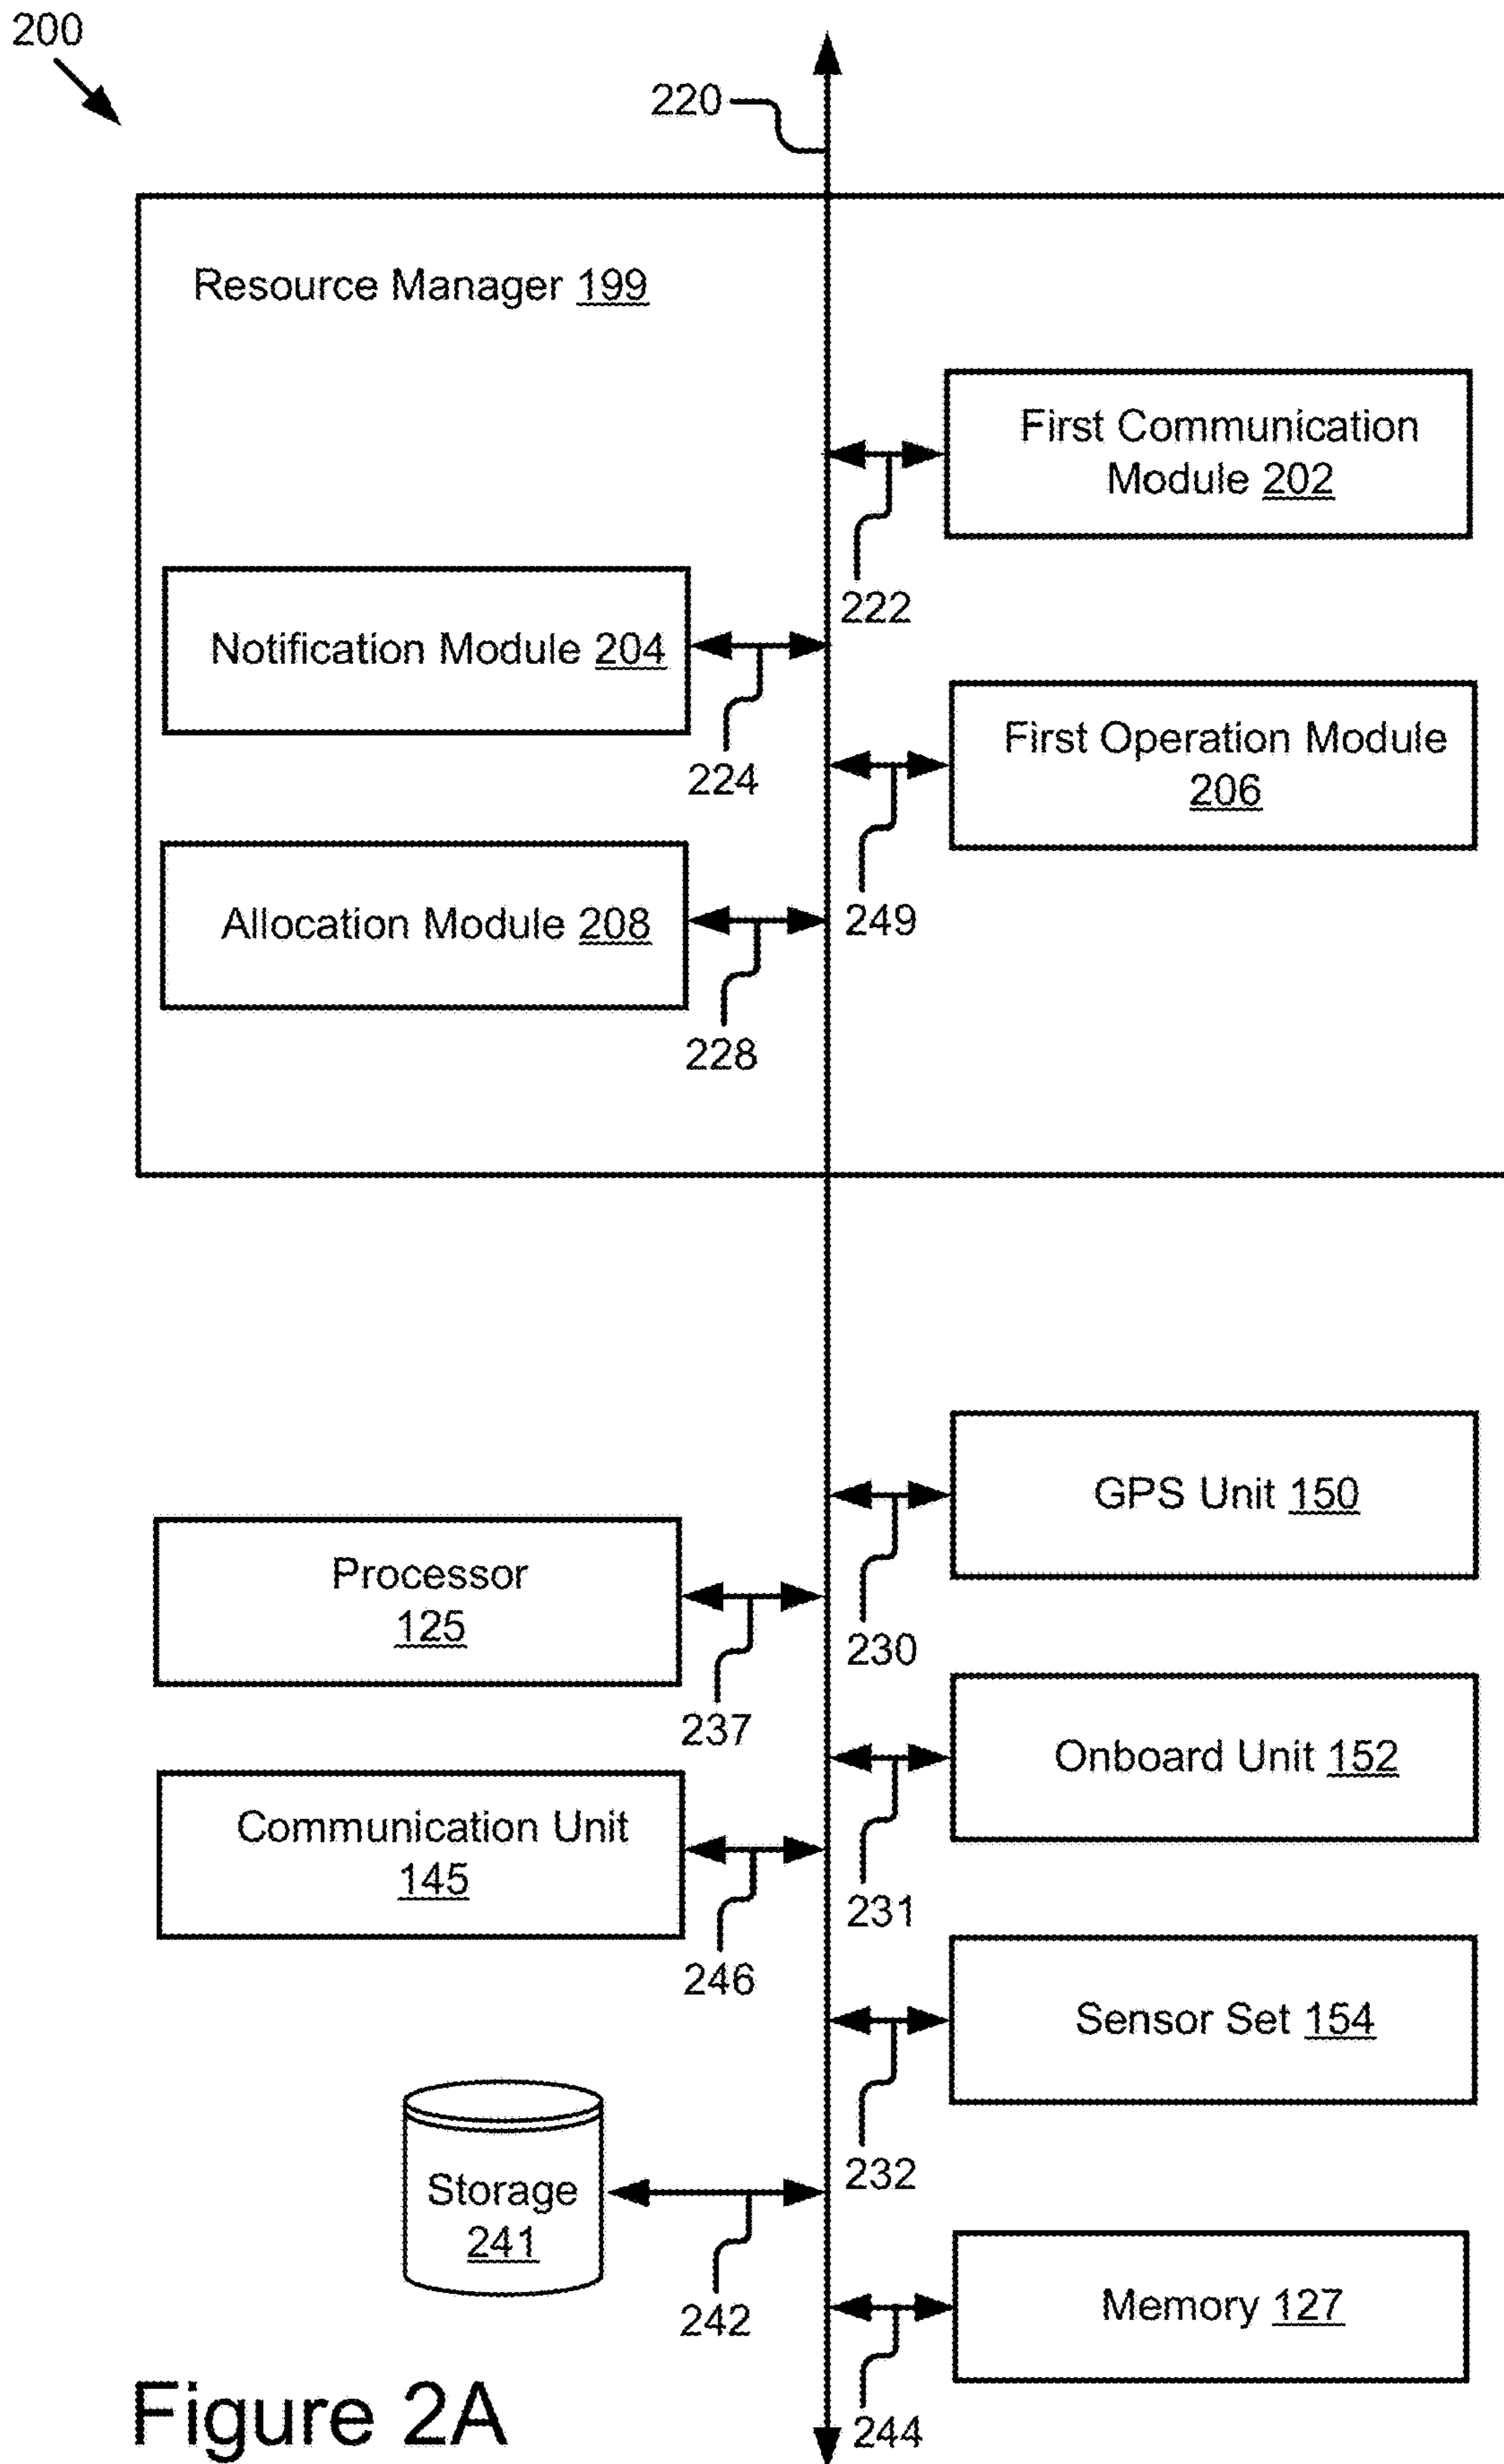 200
220
Resource Manager 199
First Communication
Module 202
222
Notification Module 204
224
First Operation Module
206
249
Allocation Module 208
228
GPS Unit 150
230
Processor
125
237
Onboard Unit 152
231
Communication Unit
145
246
Sensor Set 154
232
Storage
241
242
Memory 127
244
Figure 2A